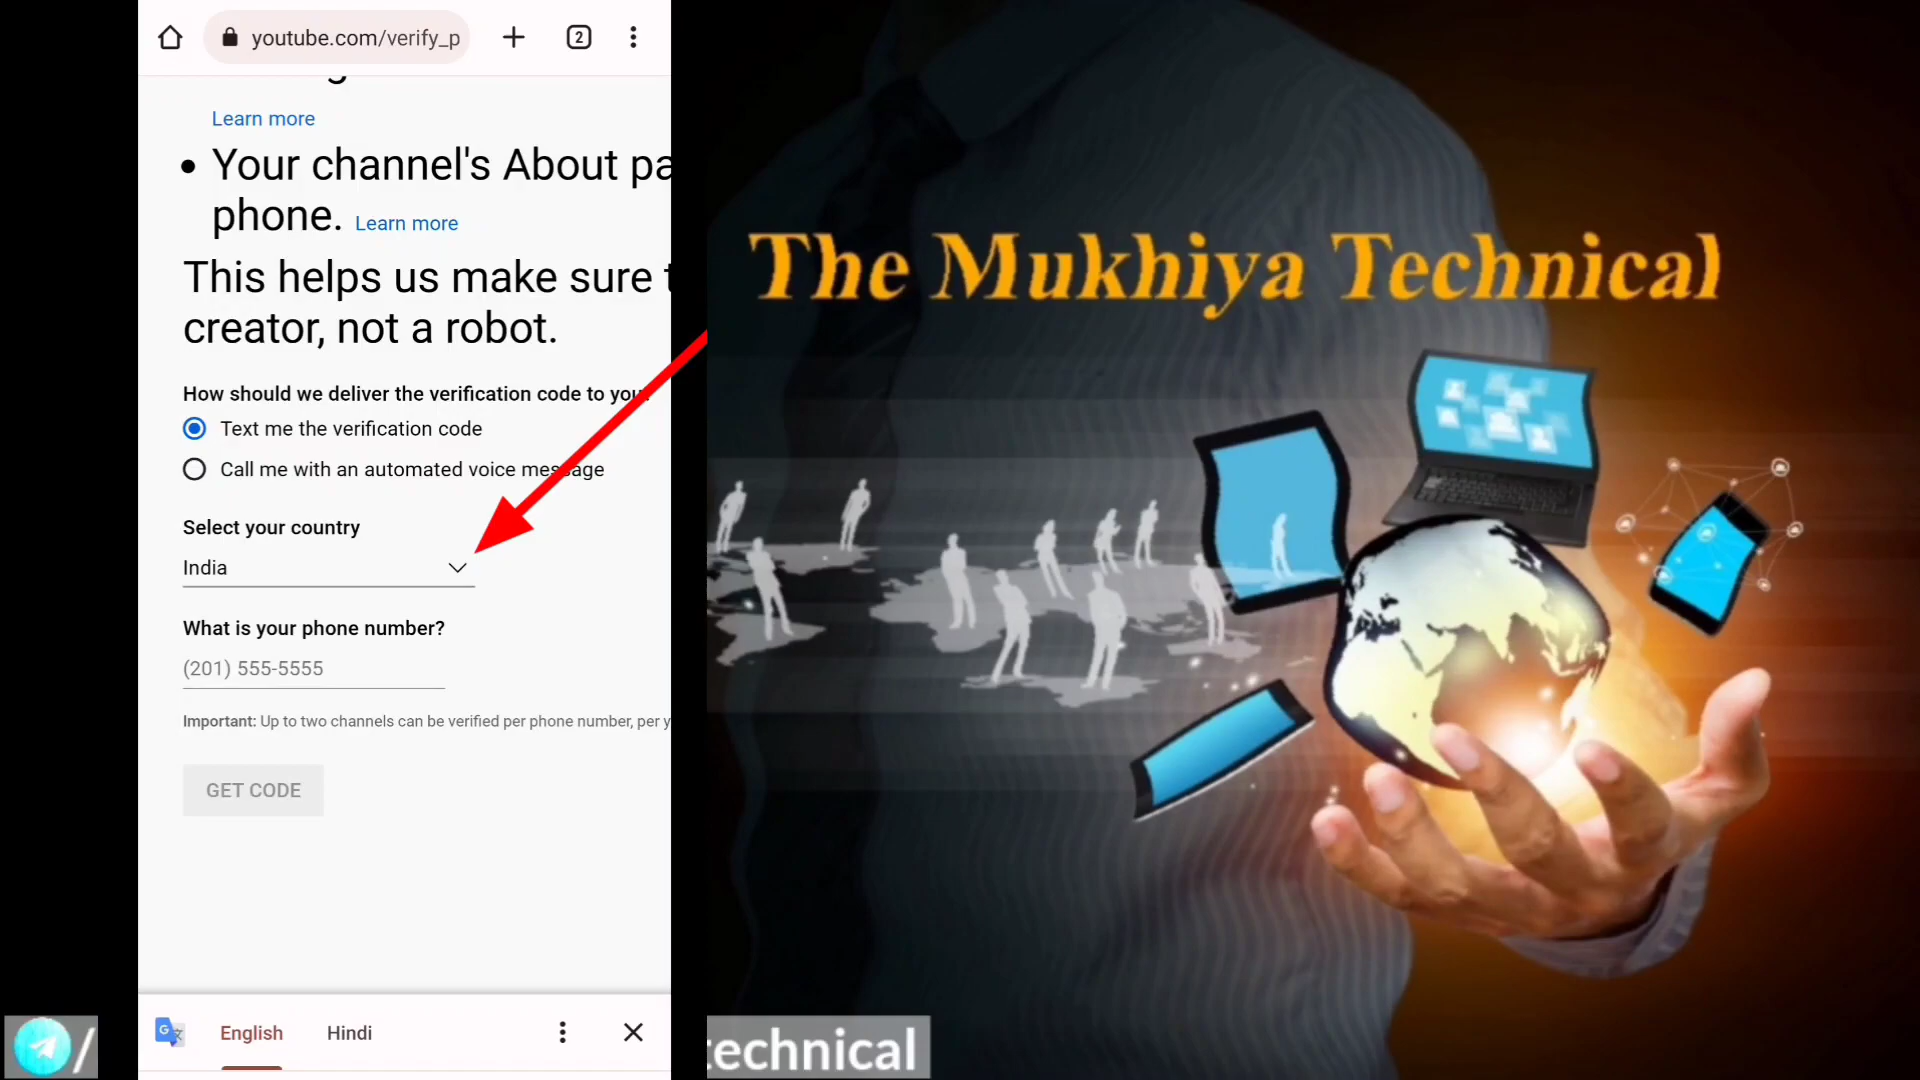 youtube.com/verify_p
2
Learn more
Your channel's About pa
phone. Learn more
This helps us make sure t
creator, not a robot.
How should we deliver the verification code to you?
Text me the verification code
Call me with an automated voice message
Select your country
India
What is your phone number?
(201) 555-5555
Important: Up to two channels can be verified per phone number, per y
GET CODE
English Hindi
The Mukhiya Technical
/
technical